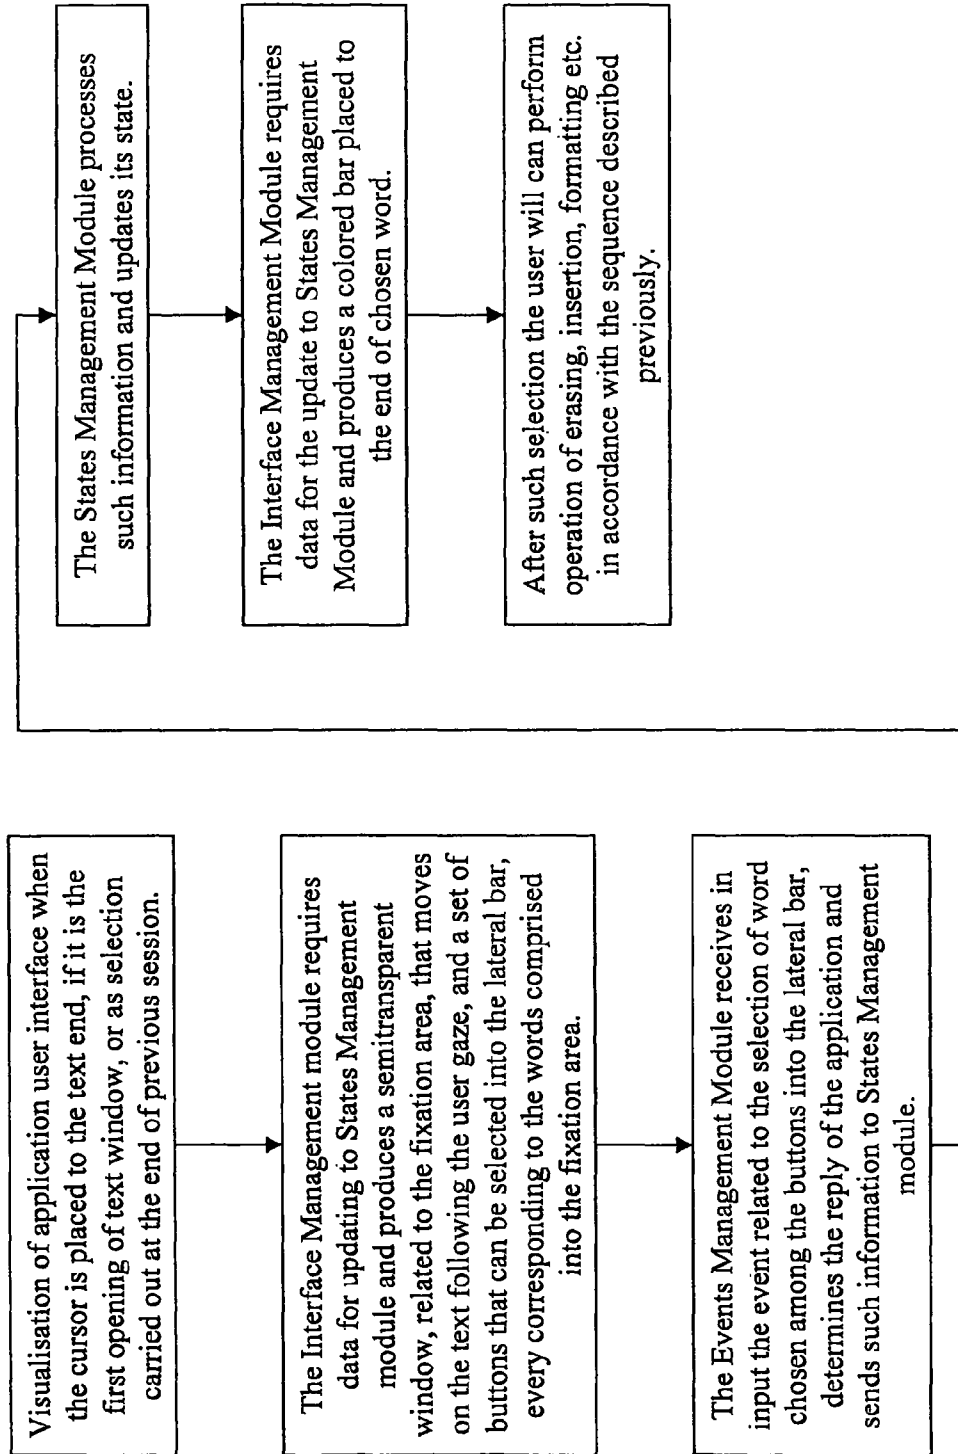 Visualisation of application user interface when
the cursor is placed to the text end, if it is the
first opening of text window, or as selection
carried out at the end of previous session.
The Interface Management module requires
data for updating to States Management
module and produces a semitransparent
window, related to the fixation area, that moves
on the text following the user gaze, and a set of
buttons that can be selected into the lateral bar,
every corresponding to the words comprised
into the fixation area.
The Events Management Module receives in
input the event related to the selection of word
chosen among the buttons into the lateral bar,
determines the reply of the application and
sends such information to States Management
module.
The States Management Module processes
such information and updates its state.
The Interface Management Module requires
data for the update to States Management
Module and produces a colored bar placed to
the end of chosen word.
After such selection the user will can perform
operation of erasing, insertion, formatting etc.
in accordance with the sequence described
previously.